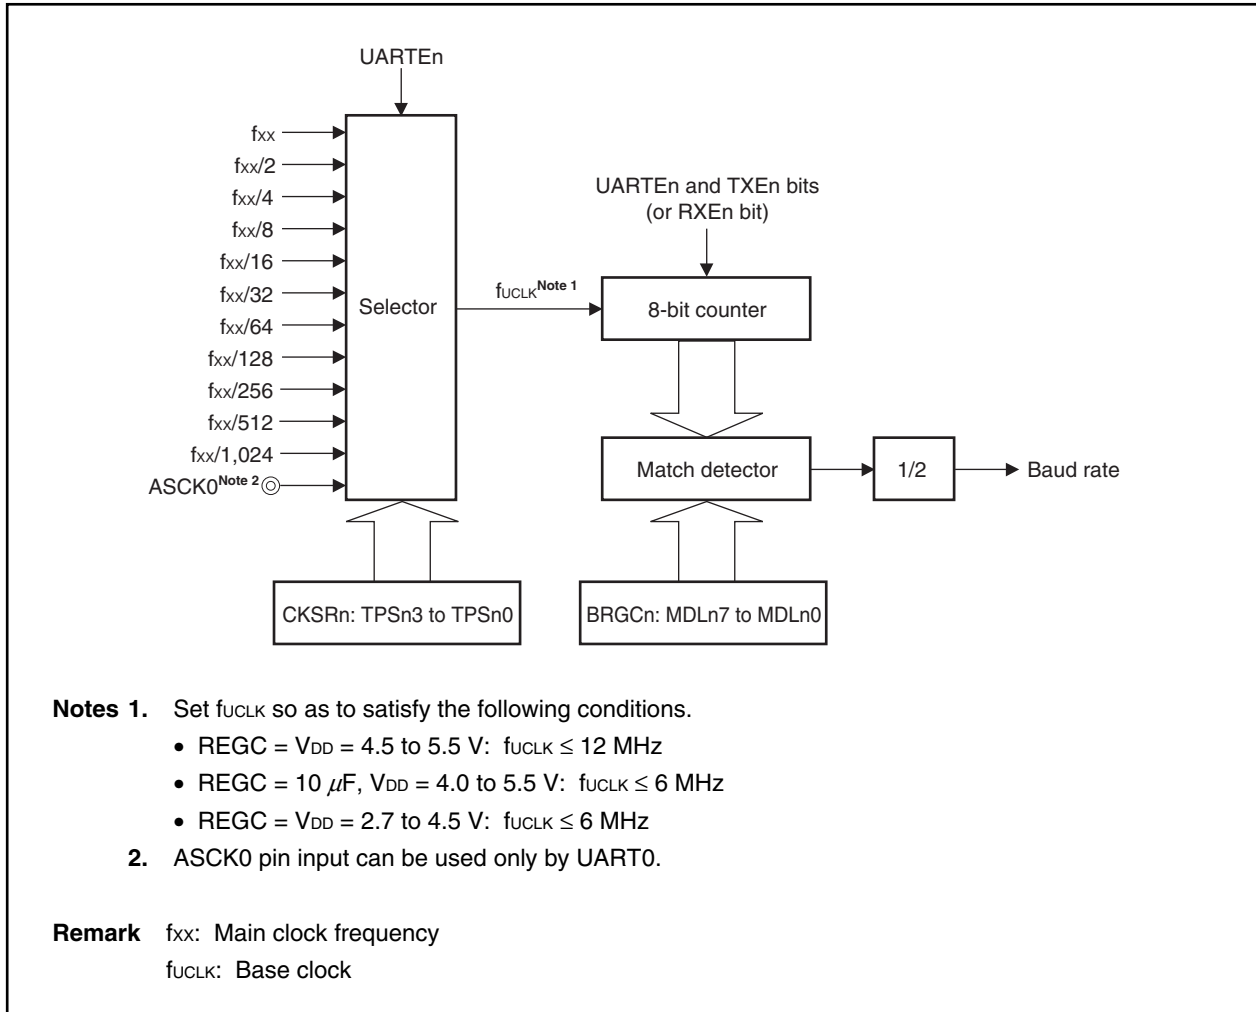 UARTEn
fxx
fxx/2
fxx/4
fxx/8
fxx/16
fxx/32
fxx/64
fxx/128
fxx/256
fxx/512
fxx/1,024
ASCK0Note 2
Selector
fUCLKNote 1
UARTEn and TXEn bits
(or RXEn bit)
8-bit counter
Match detector
1/2
Baud rate
CKSRn: TPSn3 to TPSn0
BRGCn: MDLn7 to MDLn0
Notes 1. Set fUCLK so as to satisfy the following conditions.
• REGC = VDD = 4.5 to 5.5 V: fUCLK ≤ 12 MHz
• REGC = 10 μF, VDD = 4.0 to 5.5 V: fUCLK ≤ 6 MHz
• REGC = VDD = 2.7 to 4.5 V: fUCLK ≤ 6 MHz
2. ASCK0 pin input can be used only by UART0.
Remark fxx: Main clock frequency
fUCLK: Base clock